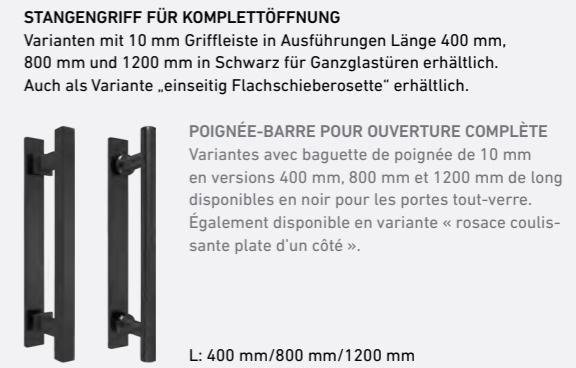 STANGENGRIFF FÜR KOMPLETTÖFFNUNG
Varianten mit 10 mm Griffleiste in Ausführungen Länge 400 mm,
800 mm und 1200 mm in Schwarz für Ganzglastüren erhältlich.
Auch als Variante „einseitig Flachschieberosette“ erhältlich.
POIGNÉE-BARRE POUR OUVERTURE COMPLÈTE
Variantes avec baguette de poignée de 10 mm
en versions 400 mm, 800 mm et 1200 mm de long
disponibles en noir pour les portes tout-verre.
Également disponible en variante « rosace coulis-
sante plate d'un côté ».
L: 400 mm/800 mm/1200 mm